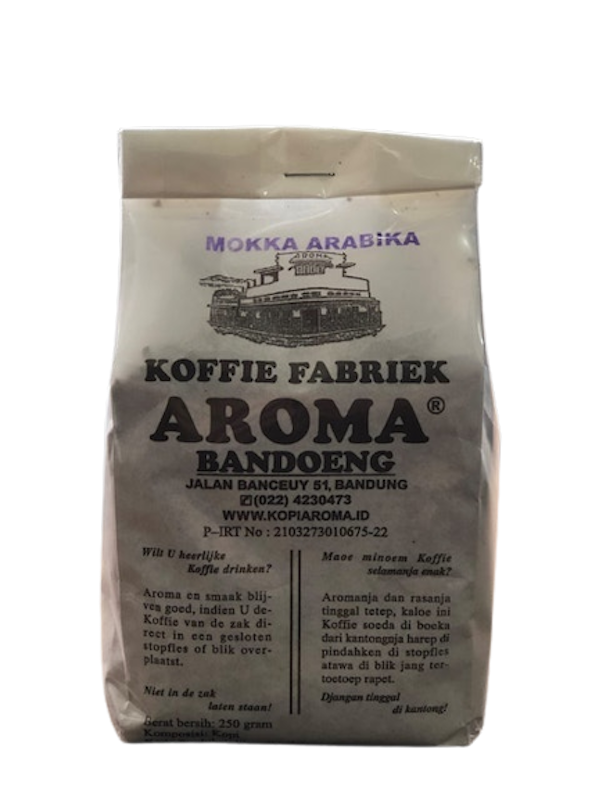 MOKKA ARABIKA
AROMA
KOFFIE FABRIEK
AROMA®
BANDOENG
JALAN BANCEUY 51, BANDUNG
(022) 4230473
WWW.KOPIAROMA.ID
P–IRT No : 2103273010675-22
Wilt U heerlijke
Koffie drinken?
Aroma en smaak blij-
ven goed, indien U de-
Koffie van de zak di-
rect in een gesloten
stopfles of blik over-
plaatst.
Niet in de zak
laten staan!
Maoe minoem Koffie
selamanja enak?
Aromanja dan rasanja
tinggal tetep, kaloe ini
Koffie soeda di boeka
dari kantongnja harep di
pindahken di stopfles
atawa di blik jang ter-
toetoep rapet.
Djangan tinggal
di kantong!
Berat bersih: 250 gram
Komposisi: Kopi